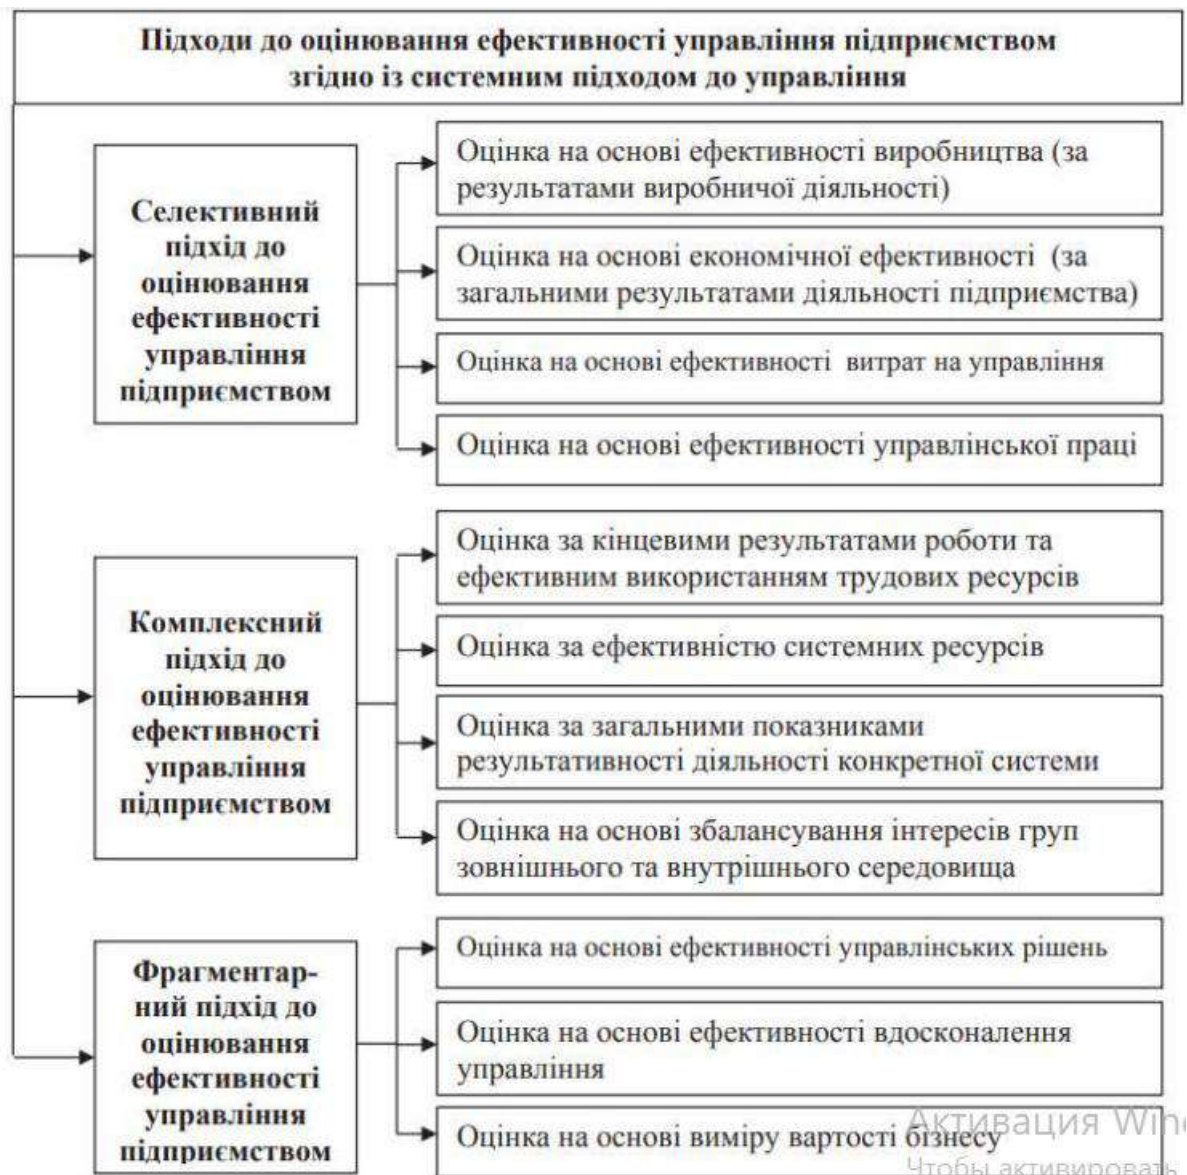 Підходи до оцінювання ефективності управління підприємством
згідно із системним підходом до управління
Селективний
підхід до
оцінювання
ефективності
управління
підприємством
Оцінка на основі ефективності виробництва (за
результатами виробничої діяльності)
Оцінка на основі економічної ефективності (за
загальними результатами діяльності підприємства)
Оцінка на основі ефективності витрат на управління
Оцінка на основі ефективності управлінської праці
Комплексний
підхід до
оцінювання
ефективності
управління
підприємством
Оцінка за кінцевими результатами роботи та
ефективним використанням трудових ресурсів
Оцінка за ефективністю системних ресурсів
Оцінка за загальними показниками
результативності діяльності конкретної системи
Оцінка на основі збалансування інтересів груп
зовнішнього та внутрішнього середовища
Фрагментар-
ний підхід до
оцінювання
ефективності
управління
підприємством
Оцінка на основі ефективності управлінських рішень
Оцінка на основі ефективності вдосконалення
управління
Оцінка на основі виміру вартості бізнесу
Активация Win
Чтобы активировать